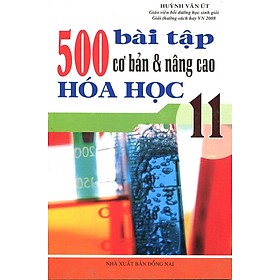 HUỲNH VĂN ÚT
Giáo viên bồi dưỡng học sinh giỏi
Giải thưởng sách hay VN 2008
500 bài tập
cơ bản & nâng cao
HÓA HỌC
11
NHÀ XUẤT BẢN ĐỒNG NAI